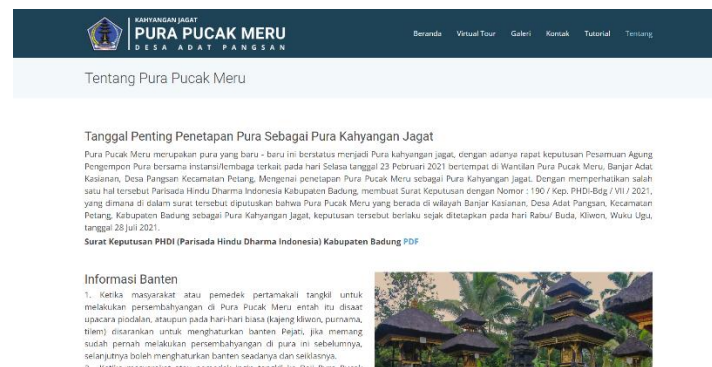 KAHYANGAN JAGAT
PURA PUCAK MERU
DESA ADAT PANGSAN
Beranda Virtual Tour Galeri Kontak Tutorial Tentang
Tentang Pura Pucak Meru
Tanggal Penting Penetapan Pura Sebagai Pura Kahyangan Jagat
Pura Pucak Meru merupakan pura yang baru - baru ini berstatus menjadi Pura kahyangan jagat, dengan adanya rapat keputusan Pesamuan Agung
Pengempon Pura bersama instansi/lembaga terkait pada hari Selasa tanggal 23 Pebruari 2021 bertempat di Wantilan Pura Pucak Meru, Banjar Adat
Kasianan, Desa Pangsan Kecamatan Petang, Mengenai penetapan Pura Pucak Meru sebagai Pura Kahyangan Jagat. Dengan memperhatikan salah
satu hal tersebut Parisada Hindu Dharma Indonesia Kabupaten Badung, membuat Surat Keputusan dengan Nomor : 190 / Kep. PHDI-Bdg / VII / 2021,
yang dimana di dalam surat tersebut diputuskan bahwa Pura Pucak Meru yang berada di wilayah Banjar Kasianan, Desa Adat Pangsan, Kecamatan
Petang, Kabupaten Badung sebagai Pura Kahyangan Jagat, keputusan tersebut berlaku sejak ditetapkan pada hari Rabu/ Buda, Kliwon, Wuku Ugu,
tanggal 28 Juli 2021.
Surat Keputusan PHDI (Parisada Hindu Dharma Indonesia) Kabupaten Badung PDF
Informasi Banten
1. Ketika masyarakat atau pemedek pertamakali tangkil untuk
melakukan persembahyangan di Pura Pucak Meru entah itu disaat
upacara piodalan, ataupun pada hari-hari biasa (kajeng kliwon, purnama,
tilem) disarankan untuk menghaturkan banten Pejati, jika memang
sudah pernah melakukan persembahyangan di pura ini sebelumnya,
selanjutnya boleh menghaturkan banten seadanya dan seiklasnya.